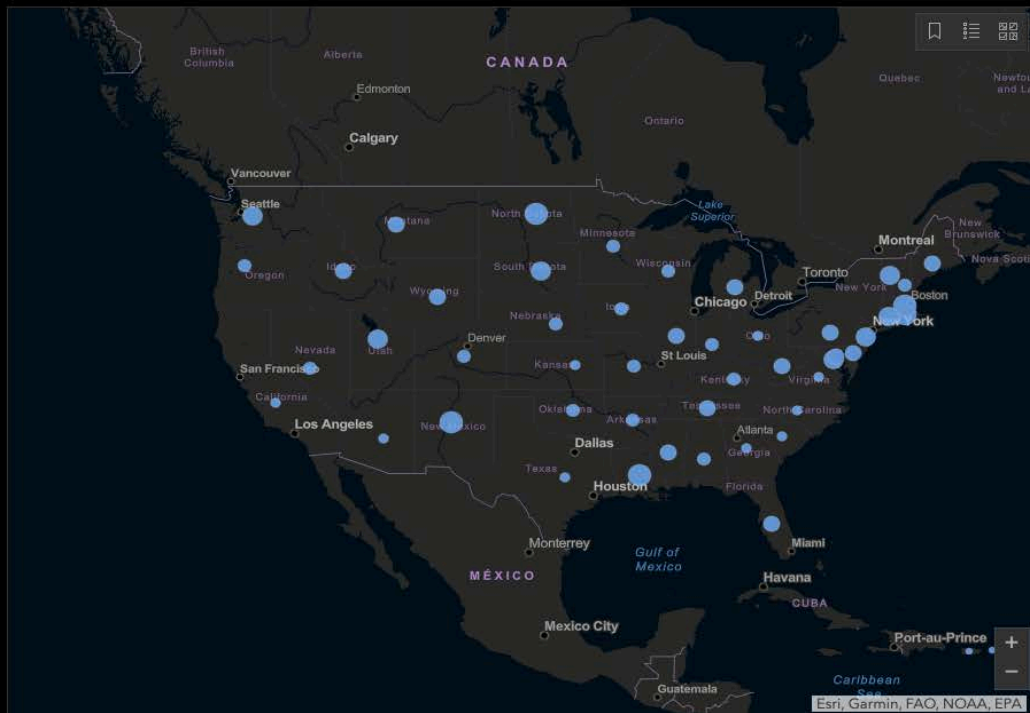 British
Columbia
Alberta
CANADA
Quebec
Newfou
and La
Edmonton
Ontario
Calgary
Vancouver
Seattle
Montana
North Dakota
Lake
Superior
Minnesota
New
Brunswick
Montreal
Nova Scoti
Oregon
Idaho
South Dakota
Wisconsin
Toronto
New York
Wyoming
Boston
Chicago
Detroit
Nebraska
Iowa
New York
Nevada
Utah
Denver
Ohio
St Louis
San Francisco
Kansas
Kentucky
Virginia
California
Oklahoma
Tennessee
North Carolina
Los Angeles
New Mexico
Arkansas
Atlanta
Dallas
Georgia
Texas
Houston
Florida
Monterrey
Gulf of
Mexico
Miami
MÉXICO
Havana
CUBA
Mexico City
Port-au-Prince
Caribbean
Sea
Guatemala
+
−
Esri, Garmin, FAO, NOAA, EPA